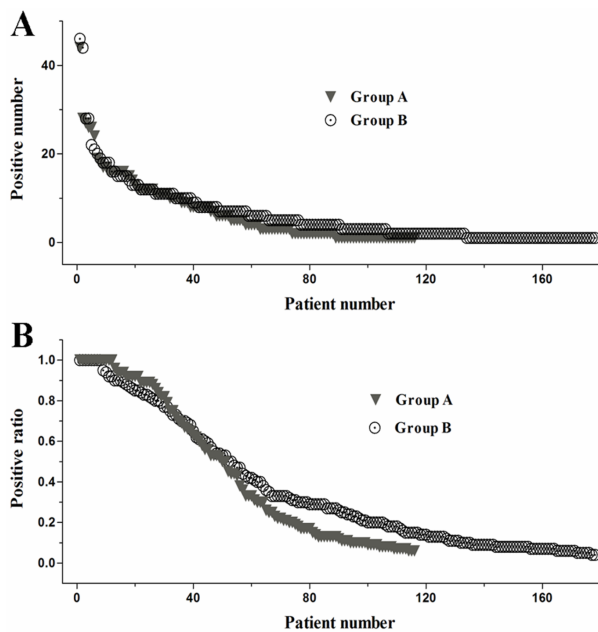 A
Positive number
40
20
0
Group A
Group B
0
40
80
120
160
Patient number
B
Positive ratio
1.0
0.8
0.6
0.4
0.2
0.0
Group A
Group B
0
40
80
120
160
Patient number